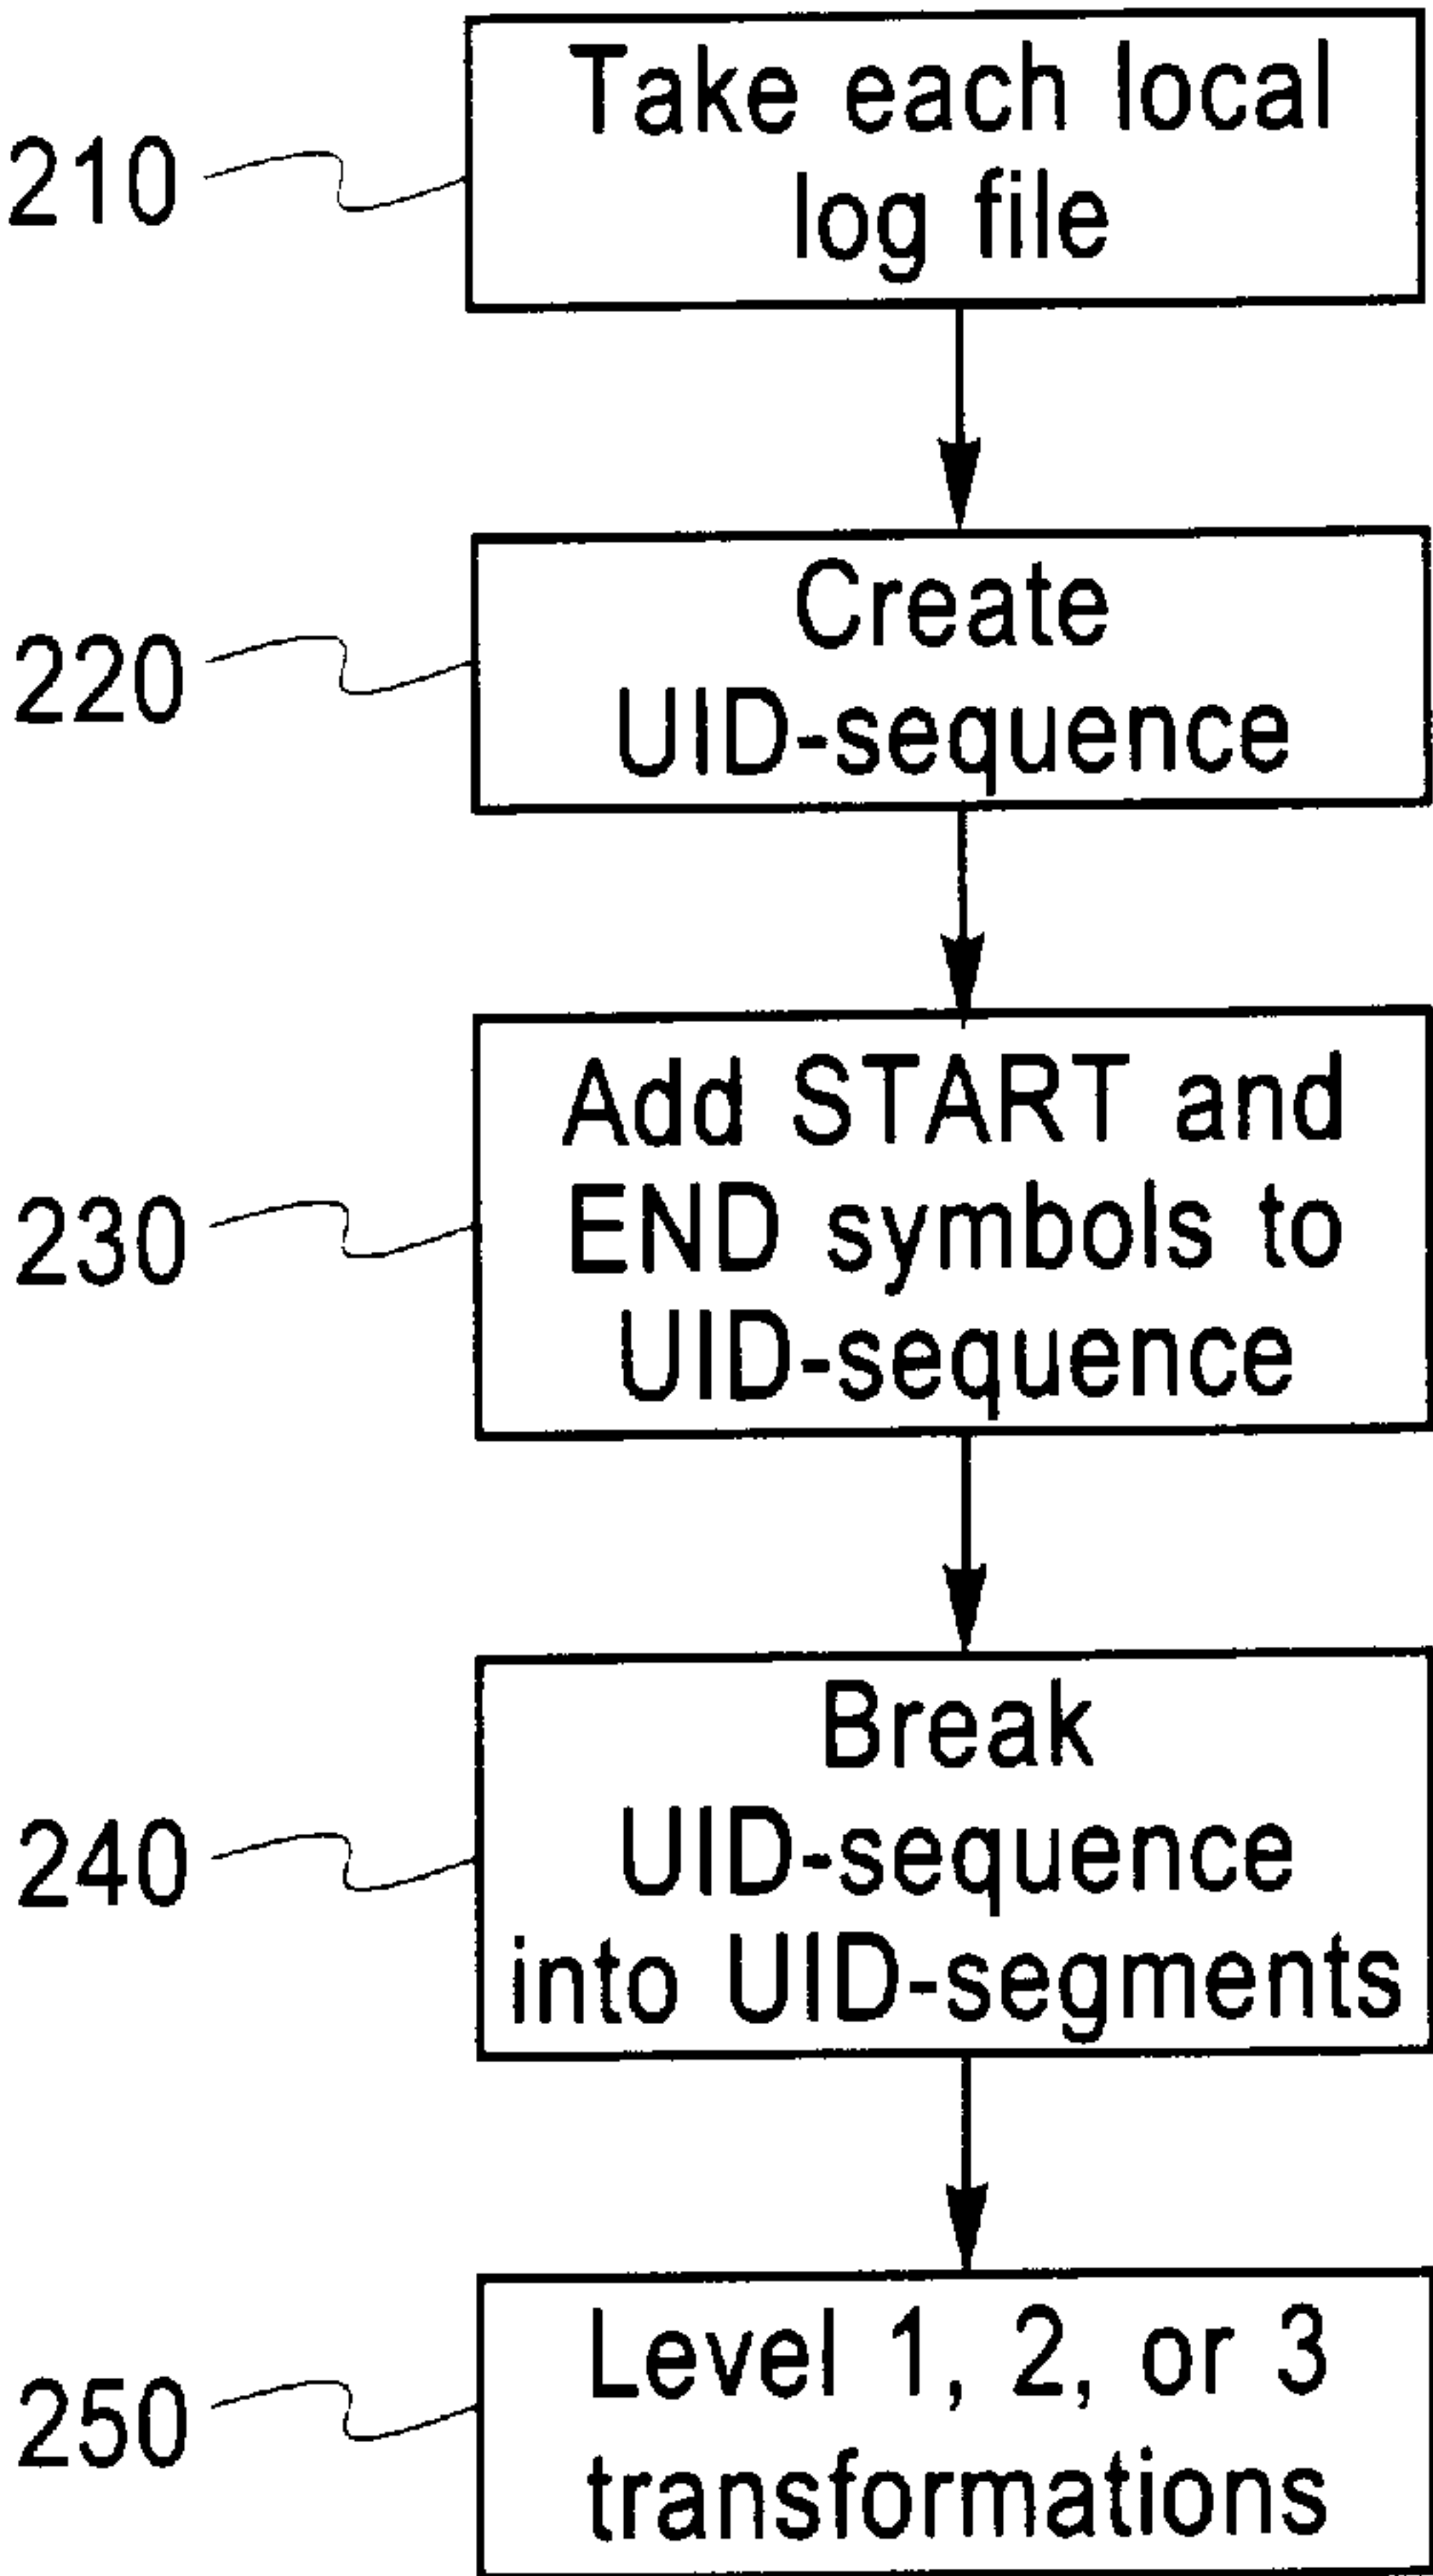 210
Take each local
log file
220
Create
UID-sequence
230
Add START and
END symbols to
UID-sequence
240
Break
UID-sequence
into UID-segments
250
Level 1, 2, or 3
transformations